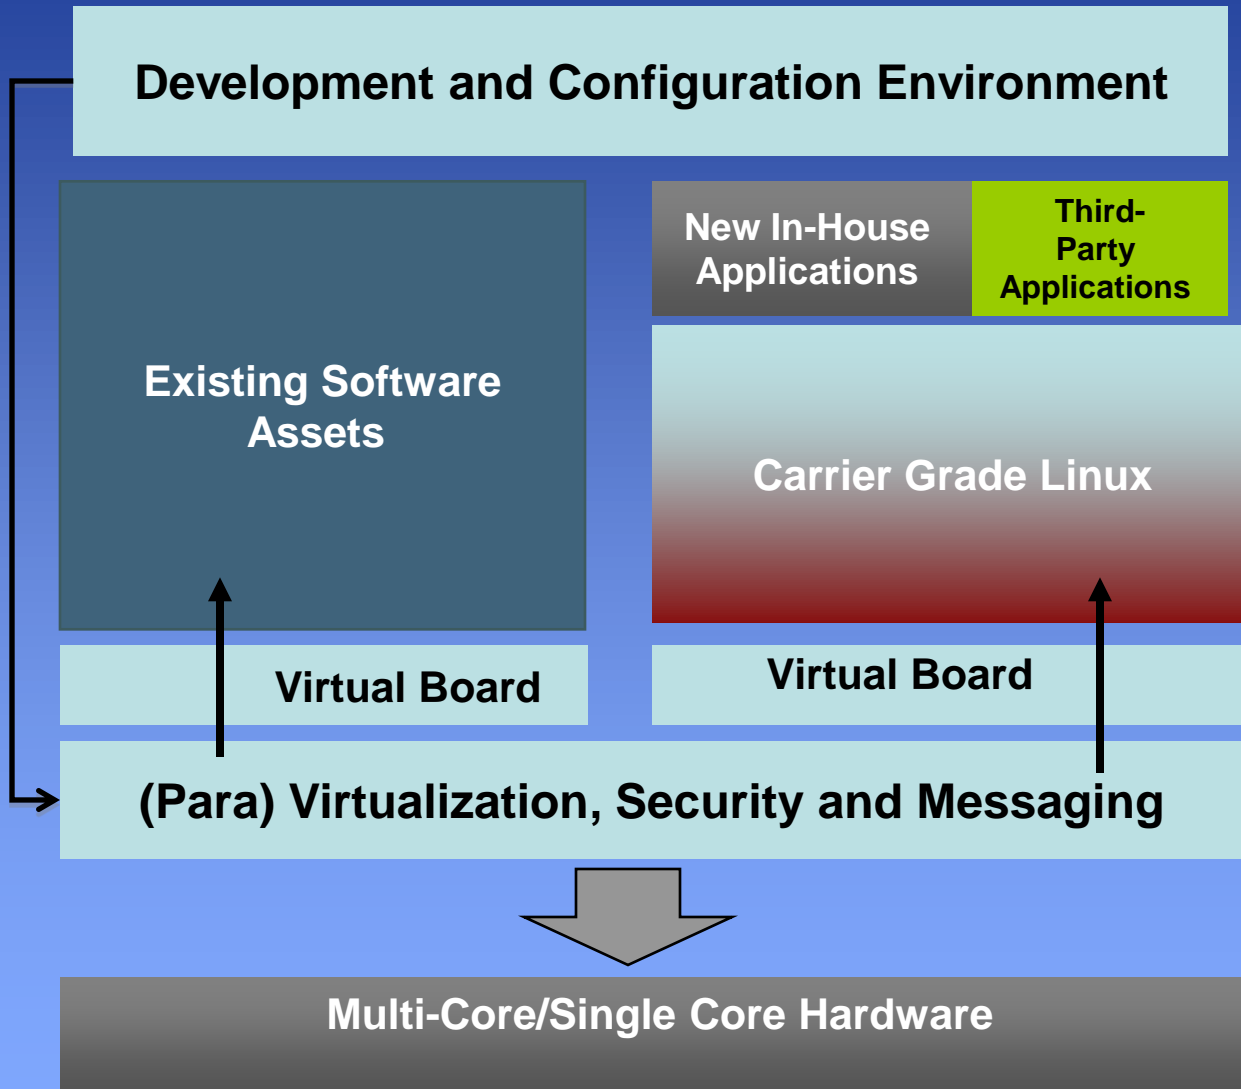 Development and Configuration Environment
New In-House
Applications
Third-
Party
Applications
Existing Software
Assets
Carrier Grade Linux
Virtual Board
Virtual Board
(Para) Virtualization, Security and Messaging
Multi-Core/Single Core Hardware